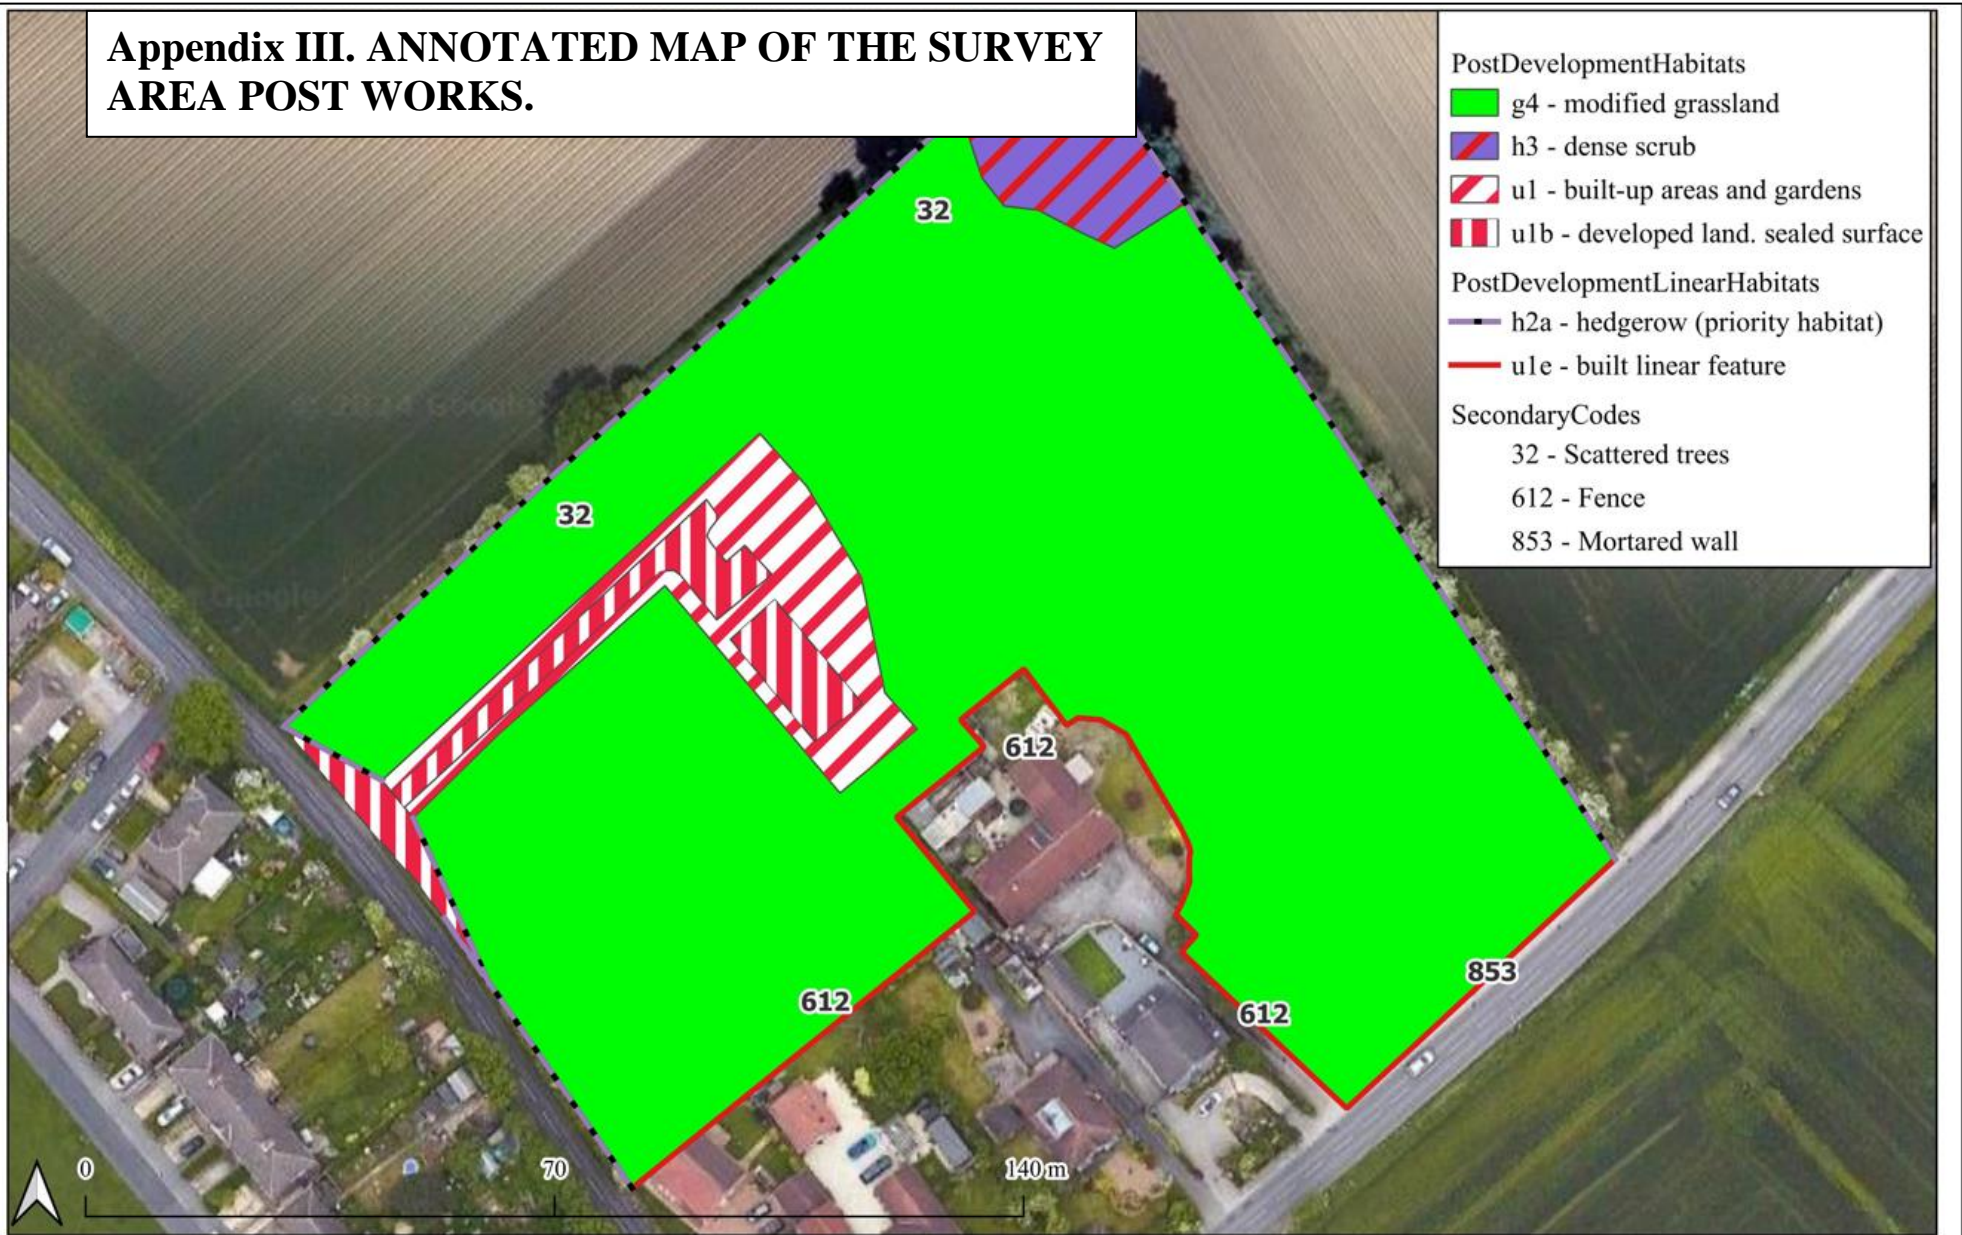 Appendix III. ANNOTATED MAP OF THE SURVEY
AREA POST WORKS.
PostDevelopmentHabitats
g4 - modified grassland
h3 - dense scrub
u1 - built-up areas and gardens
u1b - developed land. sealed surface
PostDevelopmentLinearHabitats
h2a - hedgerow (priority habitat)
u1e - built linear feature
SecondaryCodes
32 - Scattered trees
612 - Fence
853 - Mortared wall
32
32
612
853
612
612
0 70 140 m
Google
Google